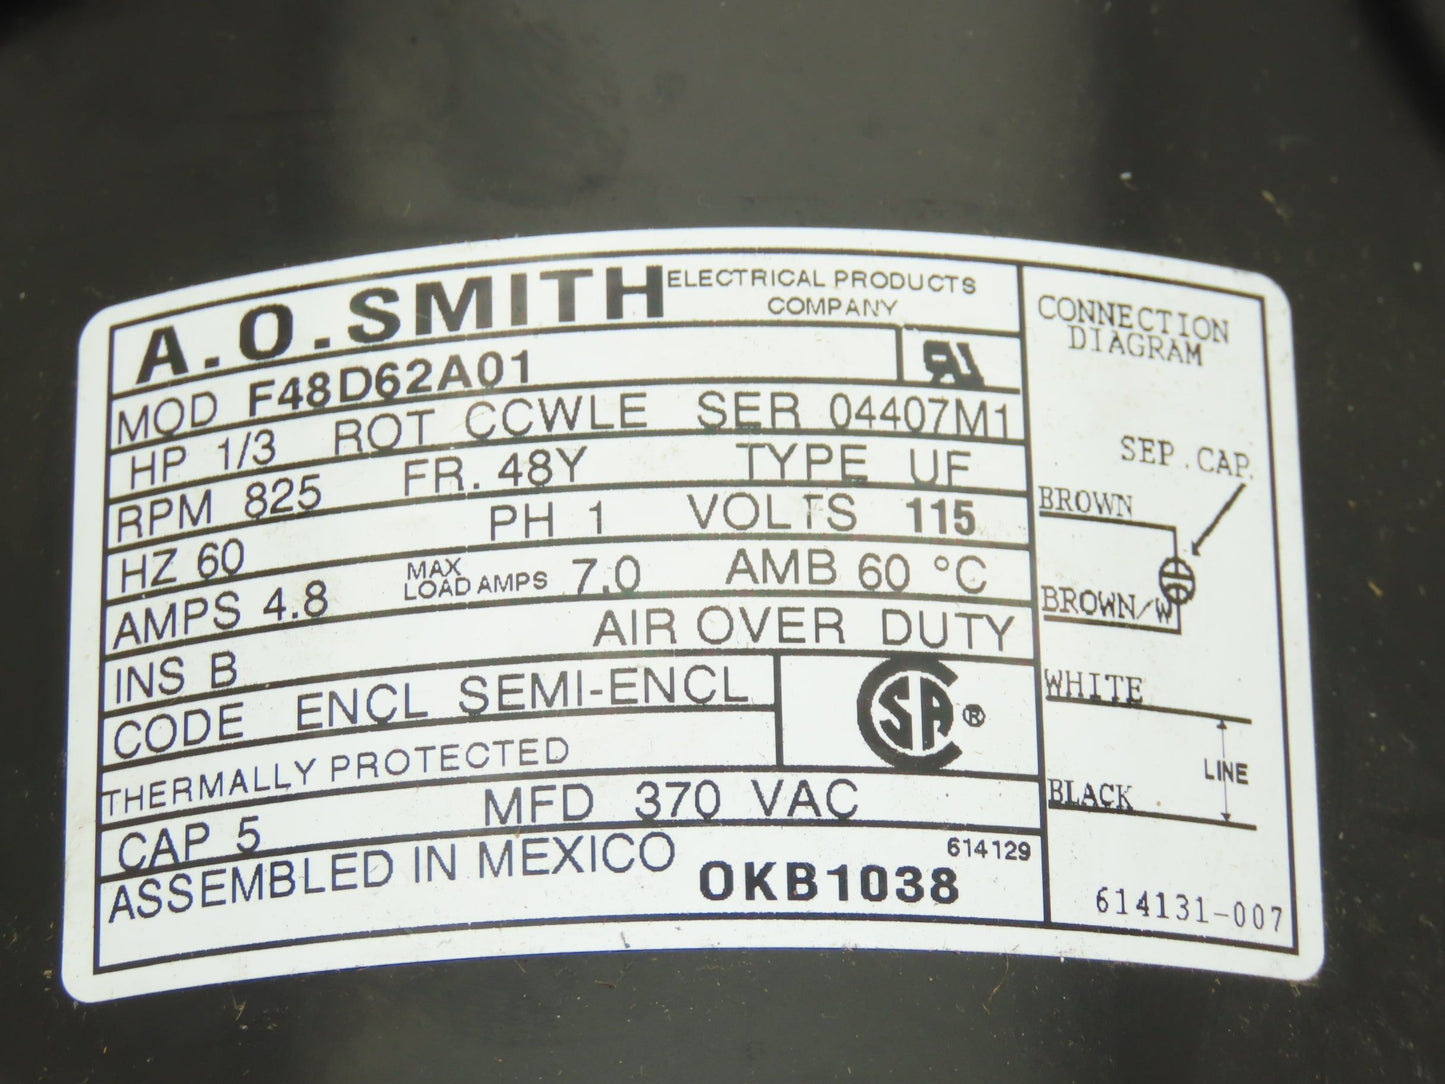 A.O.SMITH ELECTRICAL PRODUCTS COMPANY
MOD F48D62A01
HP 1/3 ROT CCWLE SER 04407M1
RPM 825 FR. 48Y TYPE UF
HZ 60 PH 1 VOLTS 115
AMPS 4.8 MAX LOAD AMPS 7.0 AMB 60 °C
INS B AIR OVER DUTY
CODE ENCL SEMI-ENCL
THERMALLY PROTECTED
CSA ®
CAP 5 MFD 370 VAC
ASSEMBLED IN MEXICO 614129
OKB1038
CONNECTION
DIAGRAM
SEP.CAP.
BROWN
BROWN/W
WHITE
LINE
BLACK
614131-007